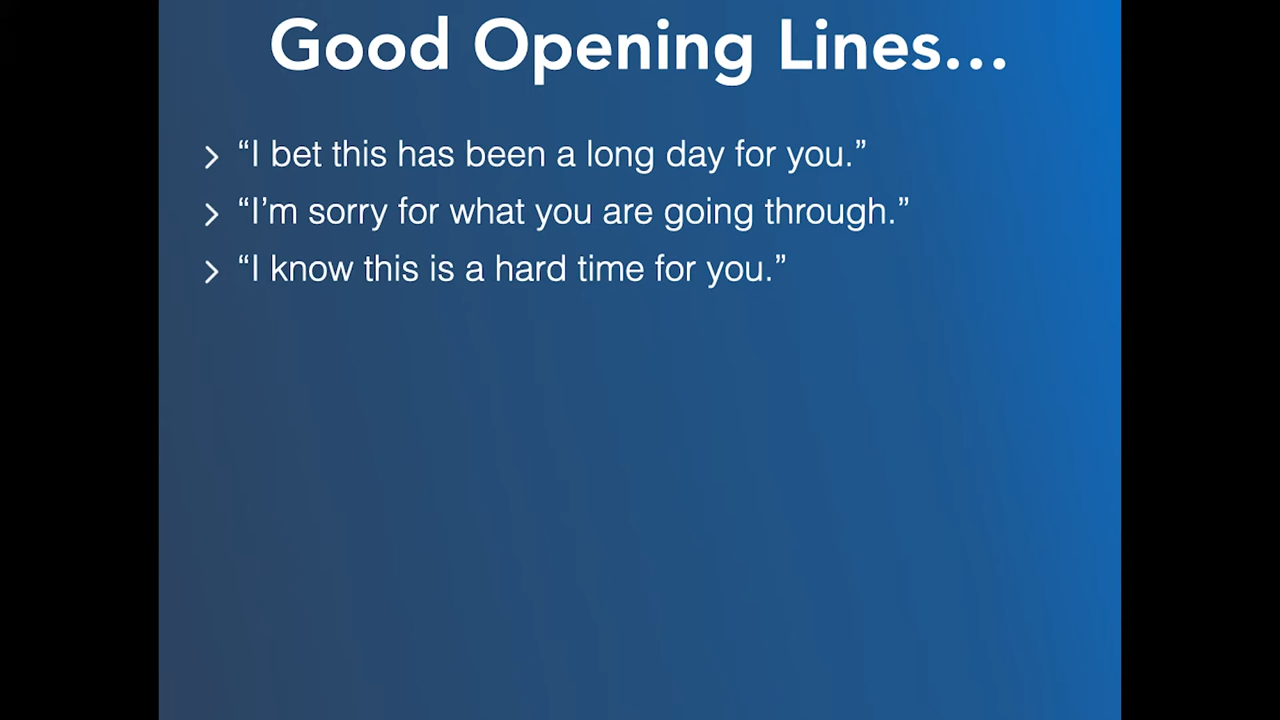 Good Opening Lines…
“I bet this has been a long day for you.”
“I’m sorry for what you are going through.”
“I know this is a hard time for you.”